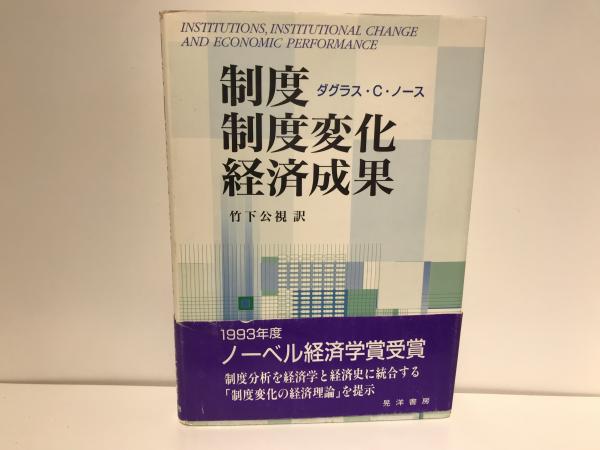 INSTITUTIONS, INSTITUTIONAL CHANGE
AND ECONOMIC PERFORMANCE
制度 ダグラス・C・ノース
制度変化
経済成果
竹下公視 訳
1993年度
ノーベル経済学賞受賞
制度分析を経済学と経済史に統合する
「制度変化の経済理論」を提示
晃洋書房